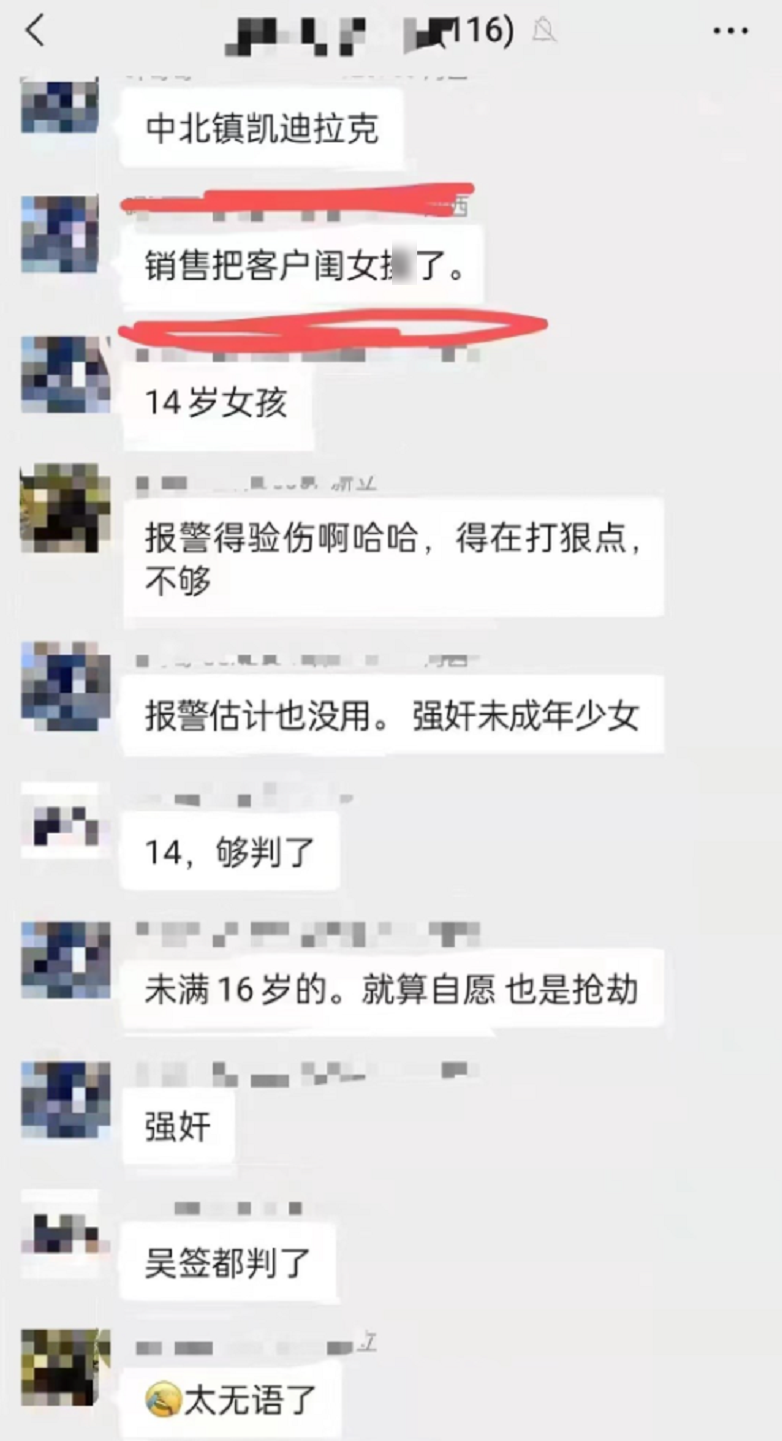 116)
中北镇凯迪拉克
销售把客户闺女 了。
14岁女孩
报警得验伤啊哈哈，得在打狠点，
不够
报警估计也没用。 强奸未成年少女
14，够判了
未满16岁的。就算自愿 也是抢劫
强奸
吴签都判了
太无语了